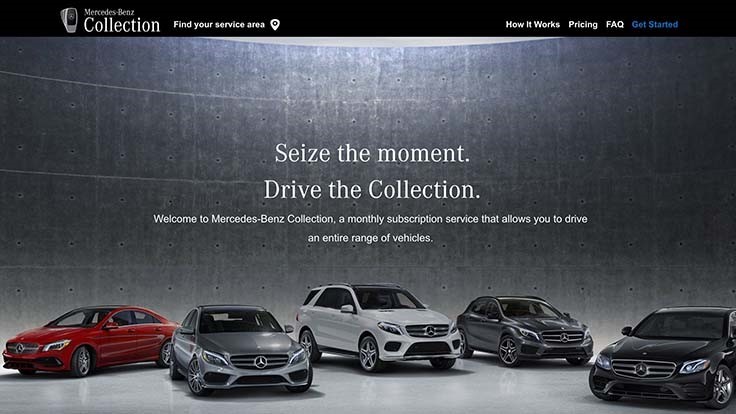 Mercedes-Benz
Collection
Find your service area
How It Works Pricing FAQ Get Started
Seize the moment.
Drive the Collection.
Welcome to Mercedes-Benz Collection, a monthly subscription service that allows you to drive
an entire range of vehicles.